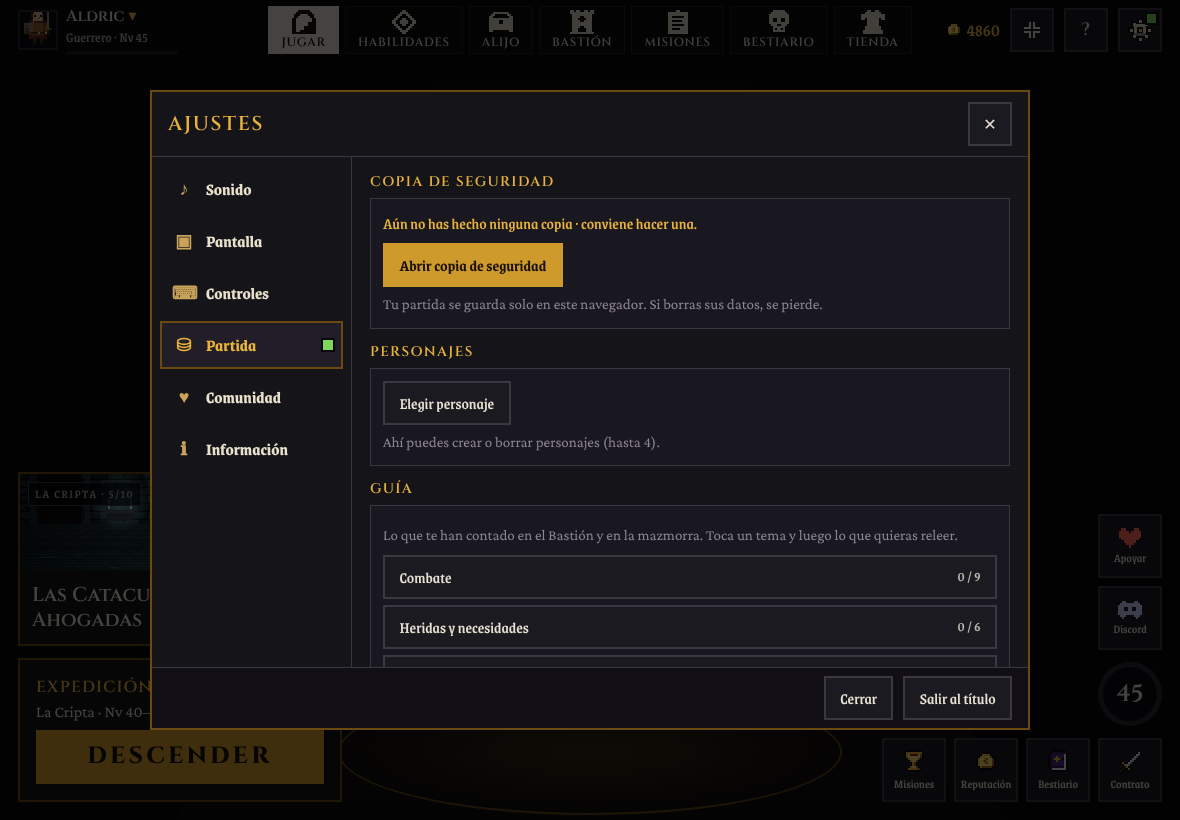 ALDRIC ▼
Guerrero · Nv 45
JUGAR
HABILIDADES
ALIJO
BASTIÓN
MISIONES
BESTIARIO
TIENDA
4860
?
AJUSTES
×
Sonido
Pantalla
Controles
Partida
Comunidad
Información
COPIA DE SEGURIDAD
Aún no has hecho ninguna copia · conviene hacer una.
Abrir copia de seguridad
Tu partida se guarda solo en este navegador. Si borras sus datos, se pierde.
PERSONAJES
Elegir personaje
Ahí puedes crear o borrar personajes (hasta 4).
GUÍA
Lo que te han contado en el Bastión y en la mazmorra. Toca un tema y luego lo que quieras releer.
Combate 0 / 9
Heridas y necesidades 0 / 6
Cerrar
Salir al título
LA CRIPTA · 5/10
LAS CATACU
AHOGADAS
EXPEDICIÓN
La Cripta · Nv 40–
DESCENDER
Apoyar
Discord
45
Misiones
Reputación
Bestiario
Contrato